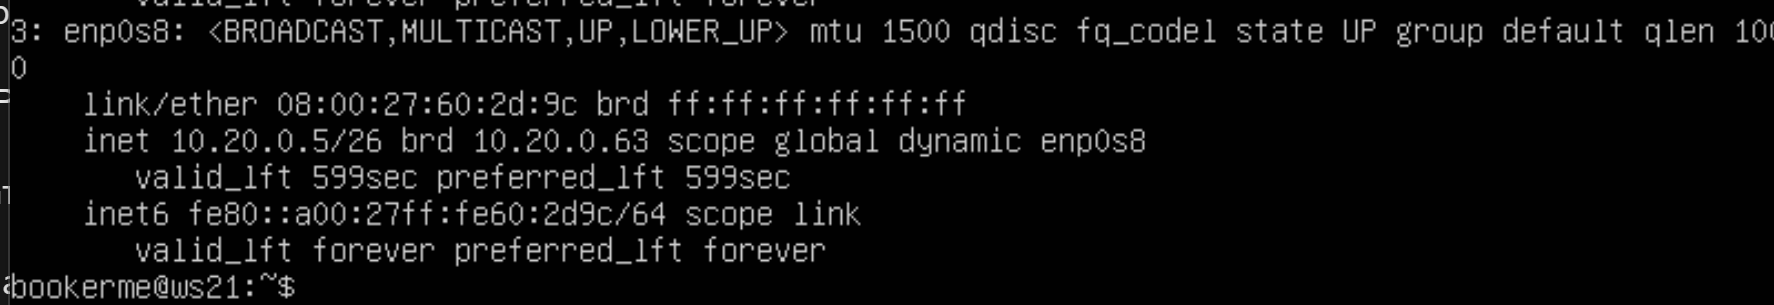 valid_lft forever preferred_lft forever
3: enp0s8: <BROADCAST,MULTICAST,UP,LOWER_UP> mtu 1500 qdisc fq_codel state UP group default qlen 100
0
link/ether 08:00:27:60:2d:9c brd ff:ff:ff:ff:ff:ff
inet 10.20.0.5/26 brd 10.20.0.63 scope global dynamic enp0s8
valid_lft 599sec preferred_lft 599sec
inet6 fe80::a00:27ff:fe60:2d9c/64 scope link
valid_lft forever preferred_lft forever
bookerme@ws21:~$